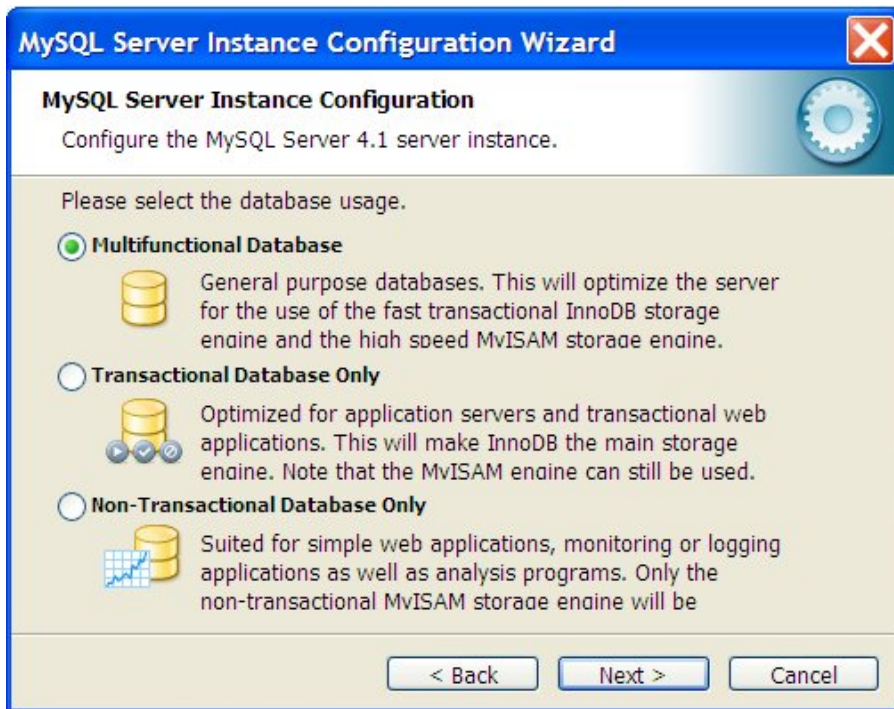 MySQL Server Instance Configuration Wizard
MySQL Server Instance Configuration
Configure the MySQL Server 4.1 server instance.
Please select the database usage.
Multifunctional Database
General purpose databases. This will optimize the server
for the use of the fast transactional InnoDB storage
engine and the high speed MyISAM storage engine.
Transactional Database Only
Optimized for application servers and transactional web
applications. This will make InnoDB the main storage
engine. Note that the MyISAM engine can still be used.
Non-Transactional Database Only
Suited for simple web applications, monitoring or logging
applications as well as analysis programs. Only the
non-transactional MyISAM storage engine will be
< Back
Next >
Cancel